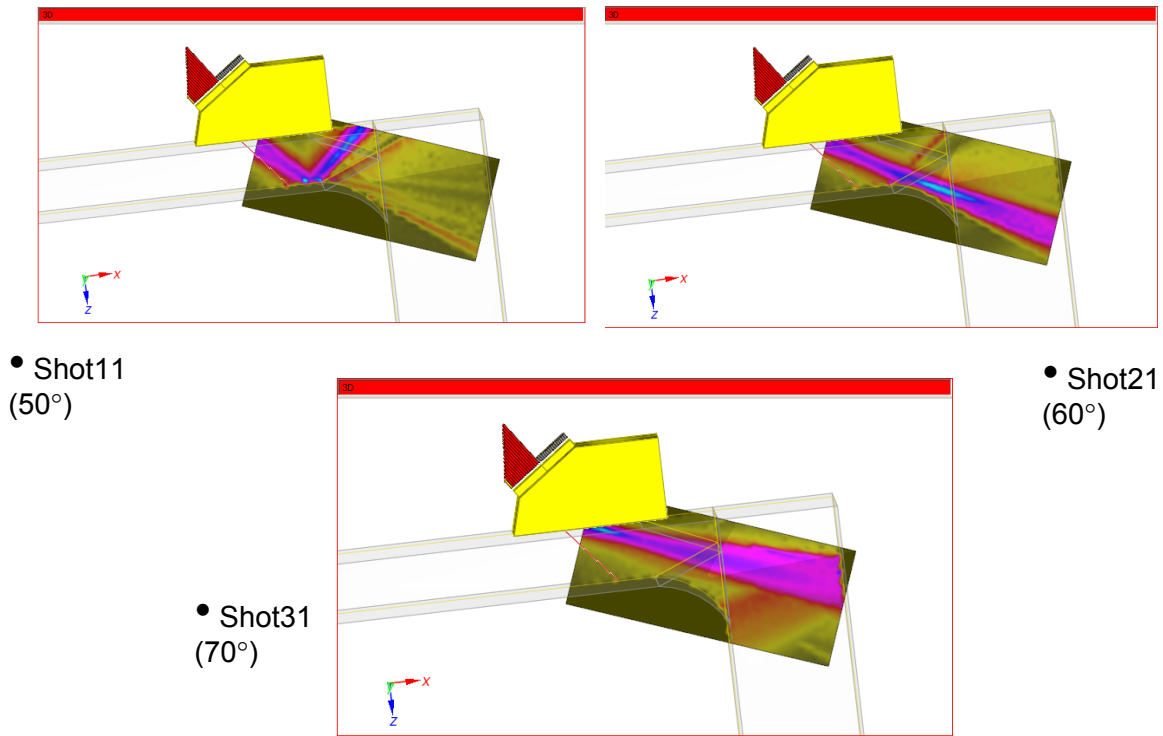 3D
3D
x
y
z
x
y
z
• Shot11
(50°)
• Shot21
(60°)
3D
• Shot31
(70°)
x
y
z